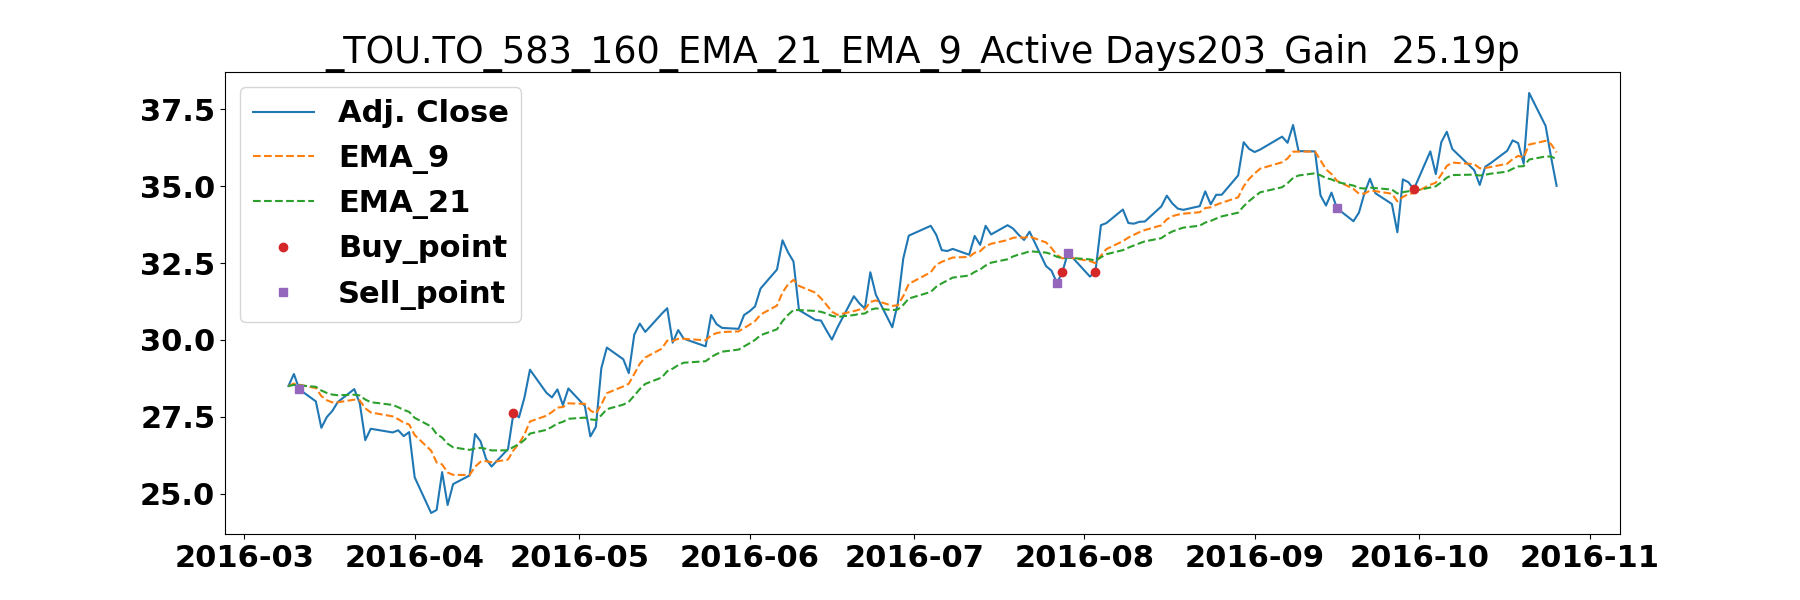 _TOU.TO_583_160_EMA_21_EMA_9_Active Days203_Gain  25.19p
37.5
35.0
32.5
30.0
27.5
25.0
Adj. Close
EMA_9
EMA_21
Buy_point
Sell_point
2016-03 2016-04 2016-05 2016-06 2016-07 2016-08 2016-09 2016-10 2016-11